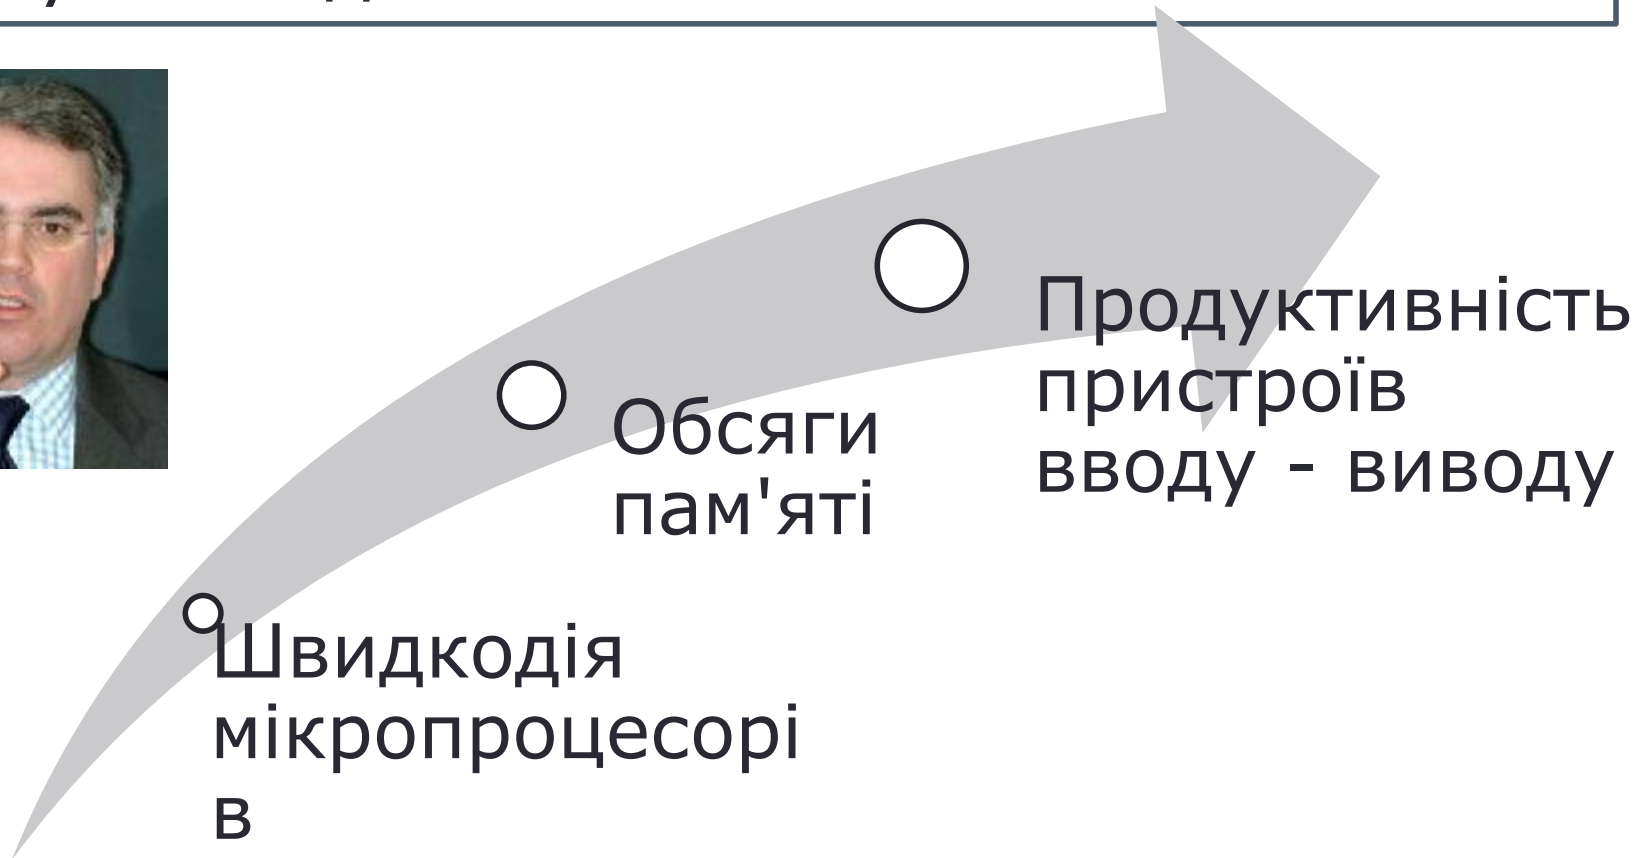 Продуктивність
пристроїв
вводу - виводу
Обсяги
пам'яті
Швидкодія
мікропроцесорі
в